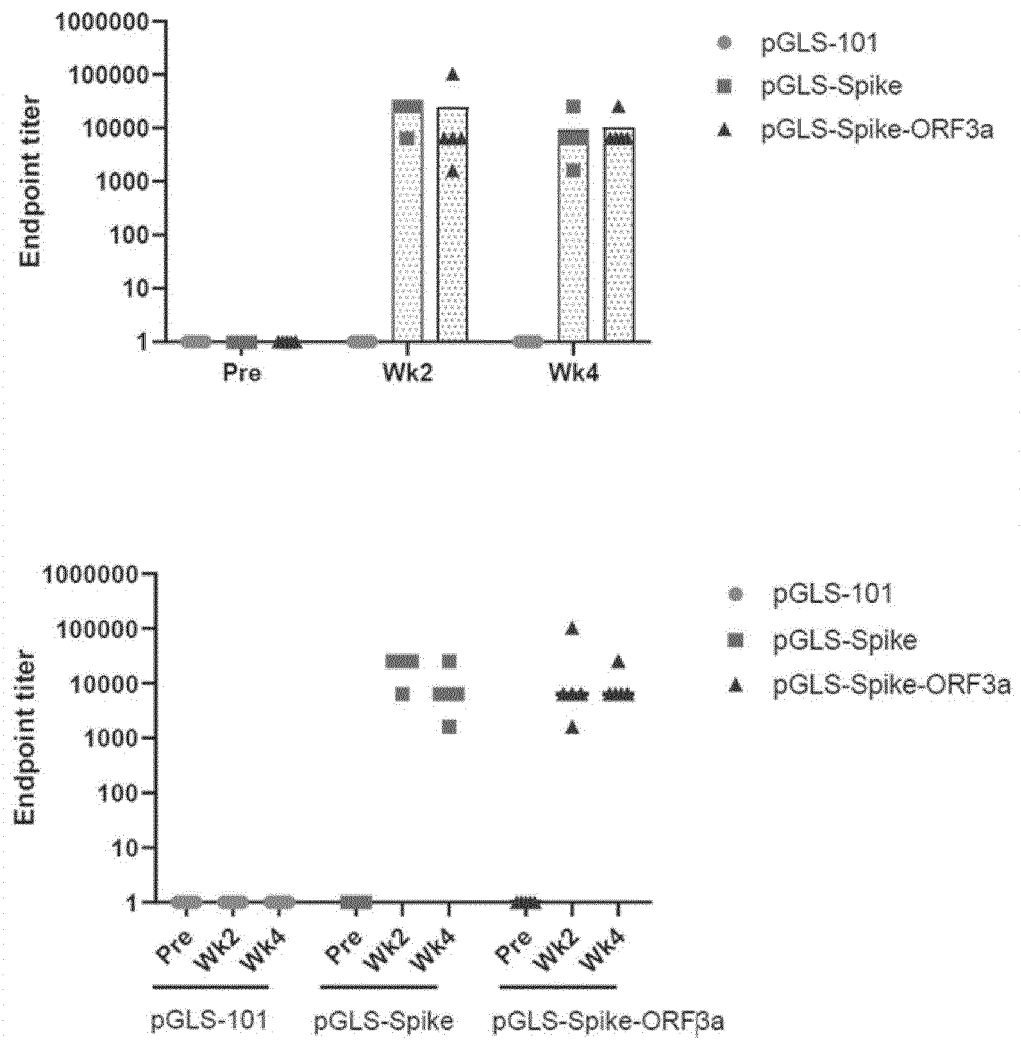 1000000
100000
10000
1000
100
10
1
Endpoint titer
Pre Wk2 Wk4
pGLS-101
pGLS-Spike
pGLS-Spike-ORF3a
1000000
100000
10000
1000
100
10
1
Endpoint titer
Pre Wk2 Wk4 Pre Wk2 Wk4 Pre Wk2 Wk4
pGLS-101 pGLS-Spike pGLS-Spike-ORFβa
pGLS-101
pGLS-Spike
pGLS-Spike-ORF3a